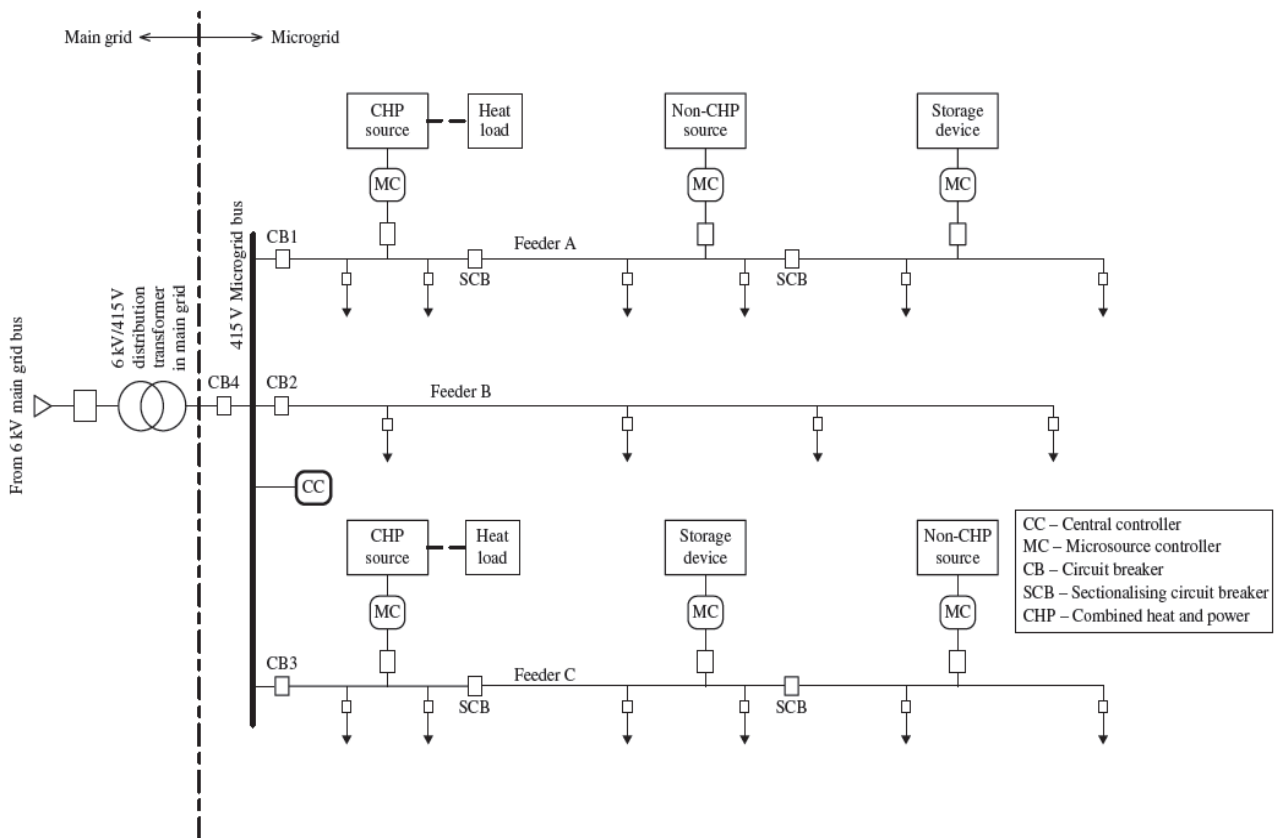 Main grid
Microgrid
CHP
source
Heat
load
Non-CHP
source
Storage
device
MC
MC
MC
CB1
Feeder A
SCB
SCB
415 V Microgrid bus
6 kV/415 V
distribution
transformer
in main grid
From 6 kV main grid bus
CB4
CB2
Feeder B
CC
CHP
source
Heat
load
Storage
device
Non-CHP
source
MC
MC
MC
CB3
Feeder C
SCB
SCB
CC – Central controller
MC – Microsource controller
CB – Circuit breaker
SCB – Sectionalising circuit breaker
CHP – Combined heat and power